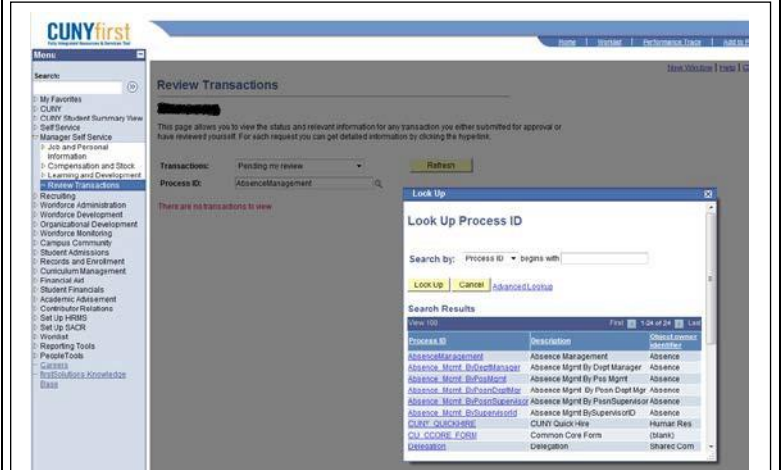 CUNYfirst
Fully Integrated Resources & Services Tool
Home | Worklist | Performance Trace | Add to F
Menu
New Window | Help | C
Search:
My Favorites
CUNY
CUNY Student Summary View
Self Service
Manager Self Service
Job and Personal
Information
Compensation and Stock
Learning and Development
Review Transactions
Recruiting
Workforce Administration
Workforce Development
Organizational Development
Workforce Monitoring
Campus Community
Student Admissions
Records and Enrollment
Curriculum Management
Financial Aid
Student Financials
Academic Advisement
Contributor Relations
Set Up HRMS
Set Up SACR
Worklist
Reporting Tools
PeopleTools
Careers
firstSolutions Knowledge
Base
Review Transactions
This page allows you to view the status and relevant information for any transaction you either submitted for approval or
have reviewed yourself. For each request you can get detailed information by clicking the hyperlink.
Transactions: Pending my review Refresh
Process ID: AbsenceManagement
There are no transactions to view
Look Up
Look Up Process ID
Search by: Process ID begins with
Look Up Cancel Advanced Lookup
Search Results
View 100 First 1-24 of 24 Last
Process ID Description Object owner identifier
AbsenceManagement Absence Management Absence
Absence_Mgmt_ByDeptManager Absence Mgmt By Dept Manager Absence
Absence_Mgmt_ByPosMgmt Absence Mgmt By Pos Mgmt Absence
Absence_Mgmt_ByPosnDeptMgr Absence Mgmt By Posn Dept Mgr Absence
Absence_Mgmt_ByPosnSupervisor Absence Mgmt By PosnSupervisor Absence
Absence_Mgmt_BySupervisorId Absence Mgmt BySupervisorID Absence
CUNY_QUICKHIRE CUNY Quick Hire Human Res
CU_CCORE_FORM Common Core Form (blank)
Delegation Delegation Shared Com